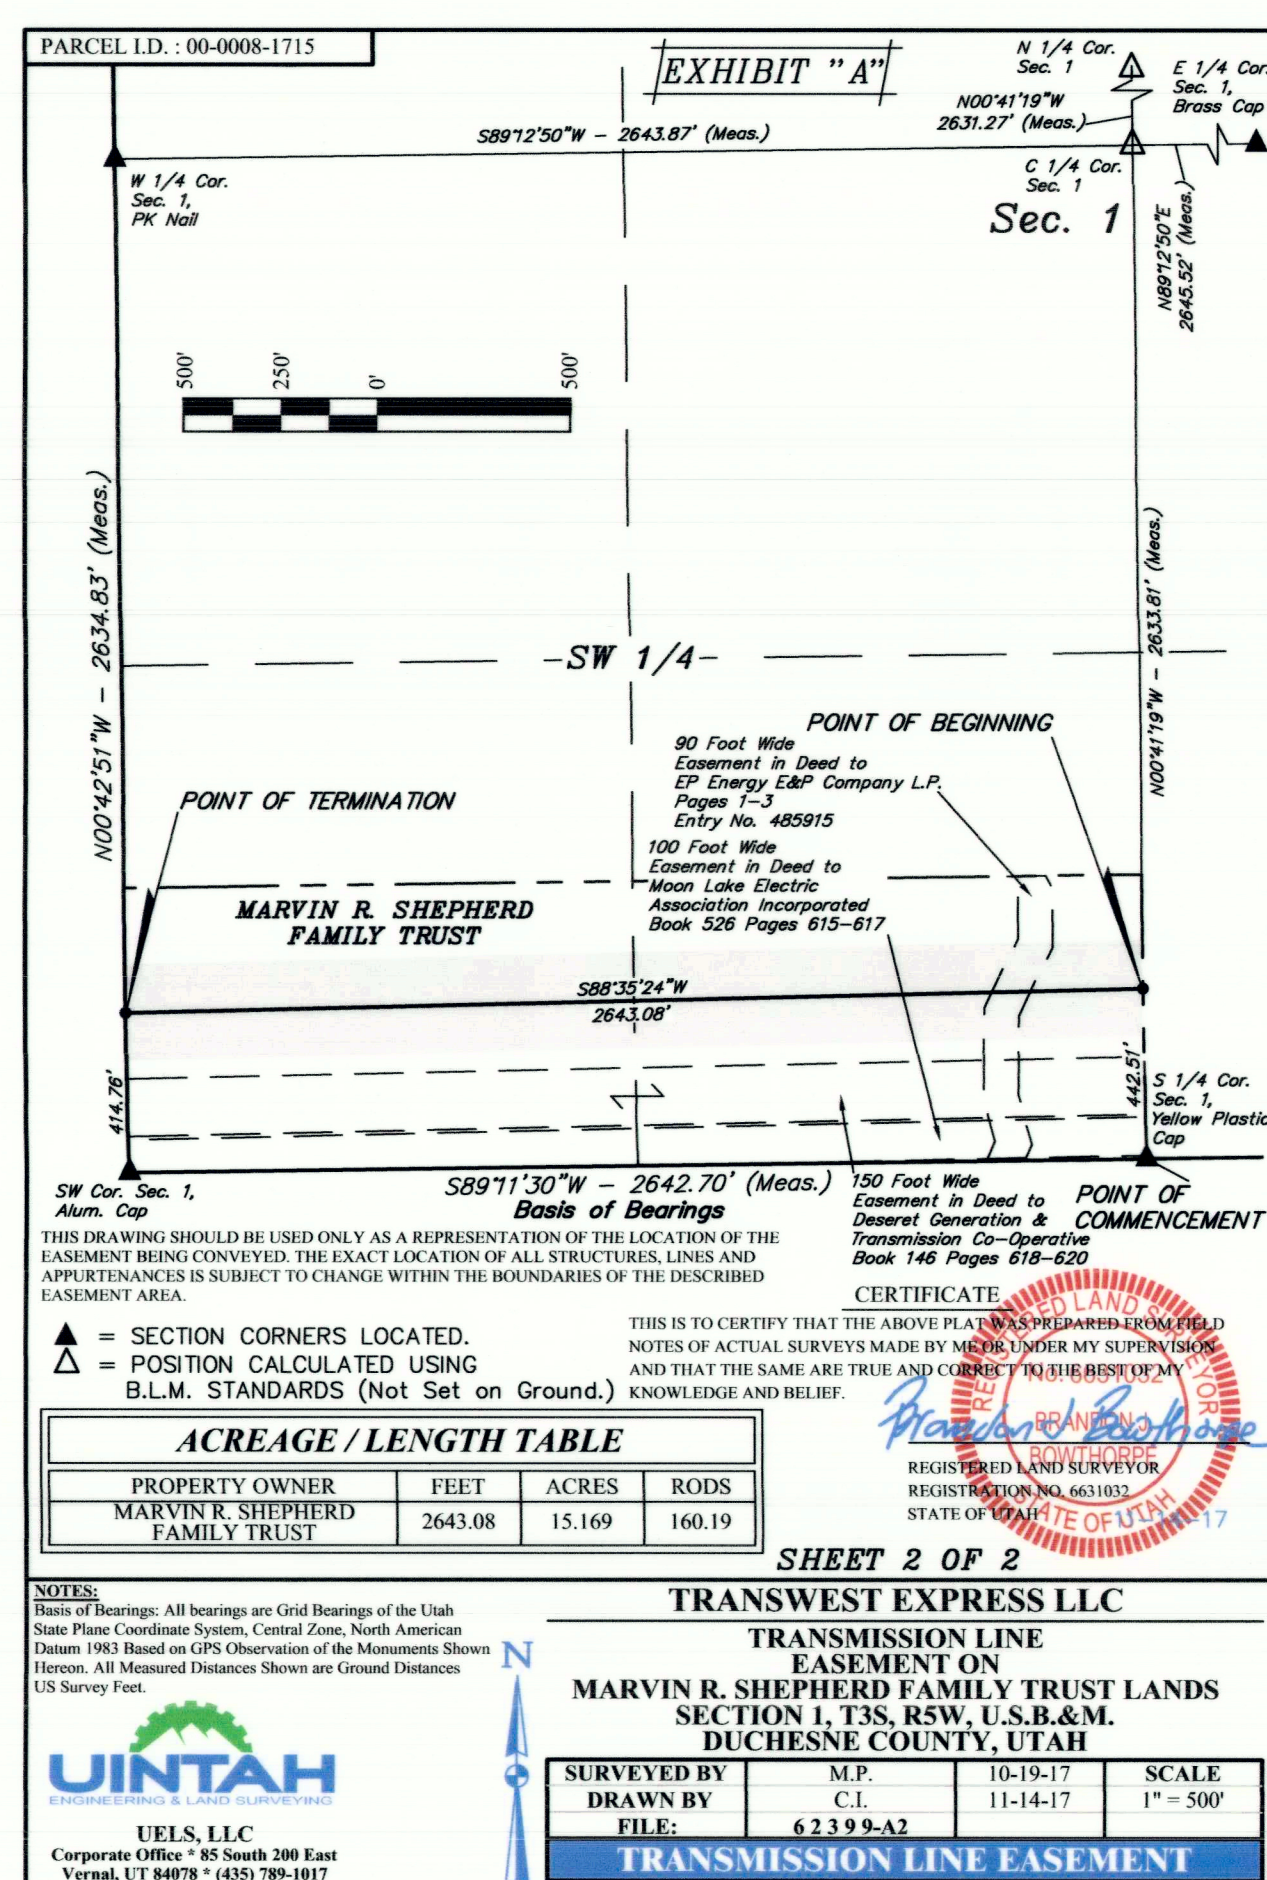 PARCEL I.D. : 00-0008-1715
EXHIBIT "A"
N 1/4 Cor.
Sec. 1
E 1/4 Cor.
Sec. 1,
Brass Cap
N00°41'19"W
2631.27' (Meas.)
S89°12'50"W - 2643.87' (Meas.)
W 1/4 Cor.
Sec. 1,
PK Nail
C 1/4 Cor.
Sec. 1
Sec. 1
N89°12'50"E
2645.52' (Meas.)
500'
250'
0'
500'
N00°42'51"W - 2634.83' (Meas.)
N00°41'19"W - 2633.81' (Meas.)
SW 1/4
POINT OF BEGINNING
90 Foot Wide
Easement in Deed to
EP Energy E&P Company L.P.
Pages 1-3
Entry No. 485915
POINT OF TERMINATION
100 Foot Wide
Easement in Deed to
Moon Lake Electric
Association Incorporated
Book 526 Pages 615-617
MARVIN R. SHEPHERD
FAMILY TRUST
S88°35'24"W
2643.08'
414.76'
442.51'
S 1/4 Cor.
Sec. 1,
Yellow Plastic
Cap
SW Cor. Sec. 1,
Alum. Cap
S89°11'30"W - 2642.70' (Meas.)
Basis of Bearings
150 Foot Wide
Easement in Deed to
Deseret Generation &
Transmission Co-Operative
Book 146 Pages 618-620
POINT OF
COMMENCEMENT
THIS DRAWING SHOULD BE USED ONLY AS A REPRESENTATION OF THE LOCATION OF THE
EASEMENT BEING CONVEYED. THE EXACT LOCATION OF ALL STRUCTURES, LINES AND
APPURTENANCES IS SUBJECT TO CHANGE WITHIN THE BOUNDARIES OF THE DESCRIBED
EASEMENT AREA.
▲ = SECTION CORNERS LOCATED.
△ = POSITION CALCULATED USING
B.L.M. STANDARDS (Not Set on Ground.)
CERTIFICATE
THIS IS TO CERTIFY THAT THE ABOVE PLAT WAS PREPARED FROM FIELD
NOTES OF ACTUAL SURVEYS MADE BY ME OR UNDER MY SUPERVISION
AND THAT THE SAME ARE TRUE AND CORRECT TO THE BEST OF MY
KNOWLEDGE AND BELIEF.
REGISTERED LAND SURVEYOR
No. 6631032
BRANDON J.
BOWTHORPE
STATE OF UTAH
Brandon J Bowthorpe
11-14-17
REGISTERED LAND SURVEYOR
REGISTRATION NO. 6631032
STATE OF UTAH
ACREAGE / LENGTH TABLE
PROPERTY OWNER FEET ACRES RODS
MARVIN R. SHEPHERD
FAMILY TRUST 2643.08 15.169 160.19
SHEET 2 OF 2
NOTES:
Basis of Bearings: All bearings are Grid Bearings of the Utah
State Plane Coordinate System, Central Zone, North American
Datum 1983 Based on GPS Observation of the Monuments Shown
Hereon. All Measured Distances Shown are Ground Distances
US Survey Feet.
N
UINTAH
ENGINEERING & LAND SURVEYING
UELS, LLC
Corporate Office * 85 South 200 East
Vernal, UT 84078 * (435) 789-1017
TRANSWEST EXPRESS LLC
TRANSMISSION LINE
EASEMENT ON
MARVIN R. SHEPHERD FAMILY TRUST LANDS
SECTION 1, T3S, R5W, U.S.B.&M.
DUCHESNE COUNTY, UTAH
SURVEYED BY M.P. 10-19-17 SCALE
DRAWN BY C.I. 11-14-17 1" = 500'
FILE: 6 2 3 9 9-A2
TRANSMISSION LINE EASEMENT